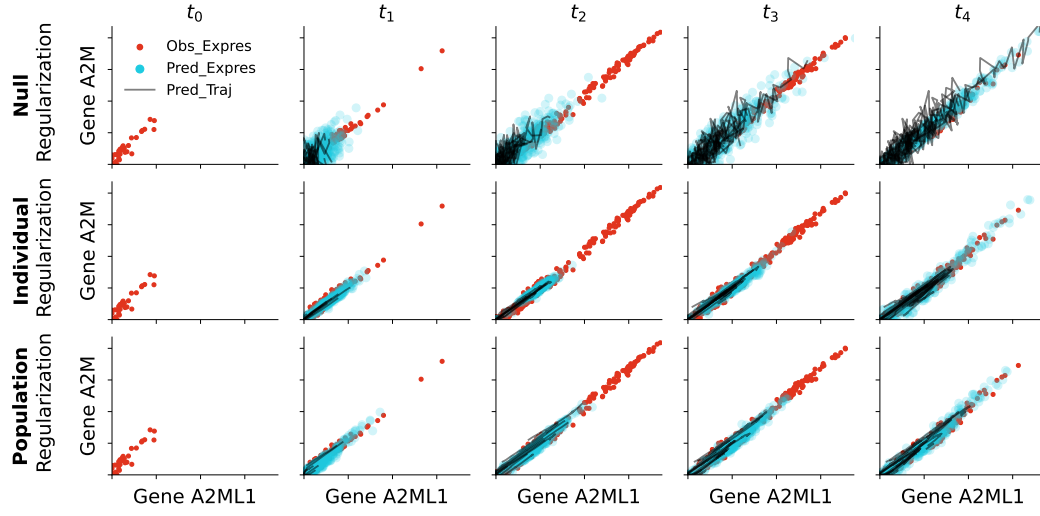 t0 t1 t2 t3 t4
Null
Regularization
Gene A2M
Obs_Expres
Pred_Expres
Pred_Traj
Individual
Regularization
Gene A2M
Population
Regularization
Gene A2M
Gene A2ML1 Gene A2ML1 Gene A2ML1 Gene A2ML1 Gene A2ML1